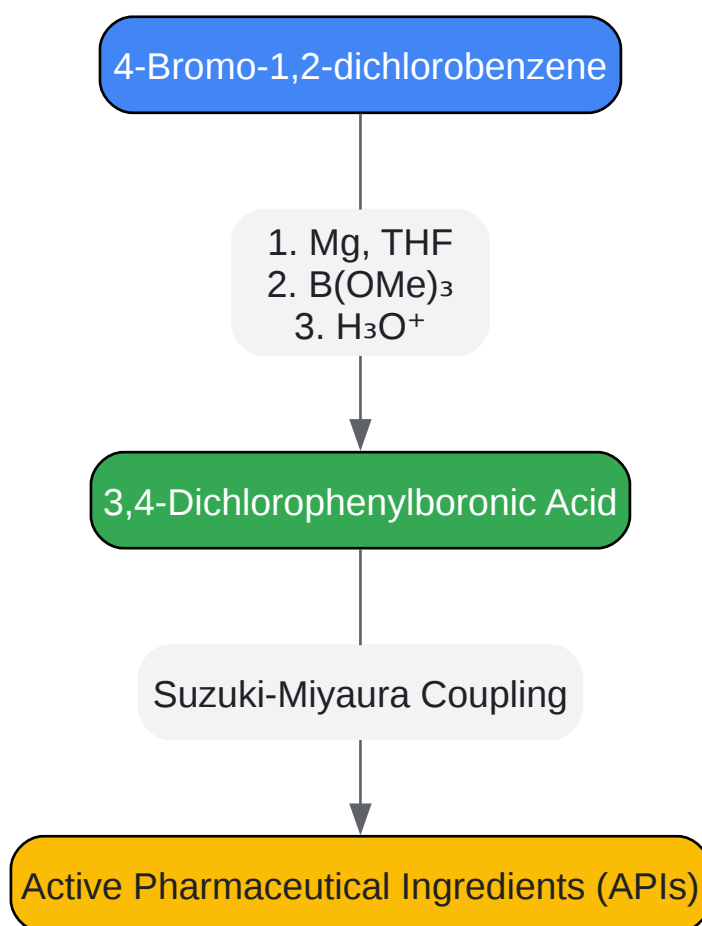 4-Bromo-1,2-dichlorobenzene
1. Mg, THF
2. B(OMe)₃
3. H₃O⁺
3,4-Dichlorophenylboronic Acid
Suzuki-Miyaura Coupling
Active Pharmaceutical Ingredients (APIs)